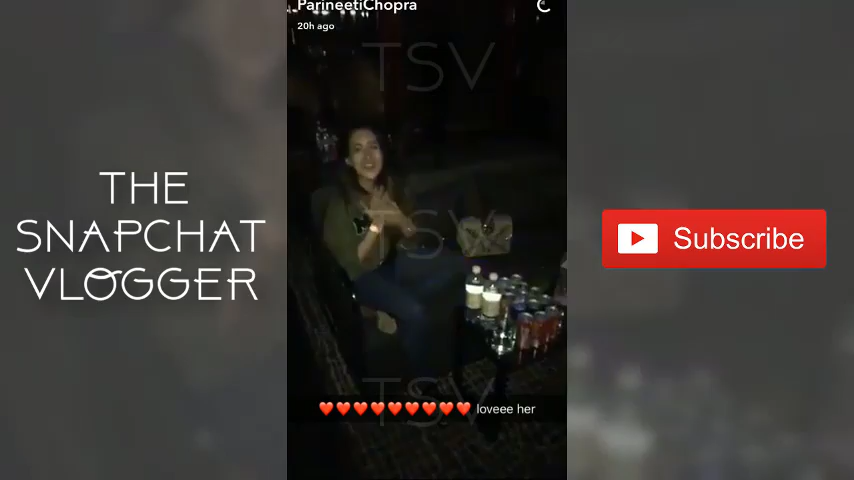 THE
SNAPCHAT
VLOGGER
ParineetiChopra
20h ago
TSV
TSV
TSV
❤️❤️❤️❤️❤️❤️❤️❤️❤️ loveee her
Subscribe